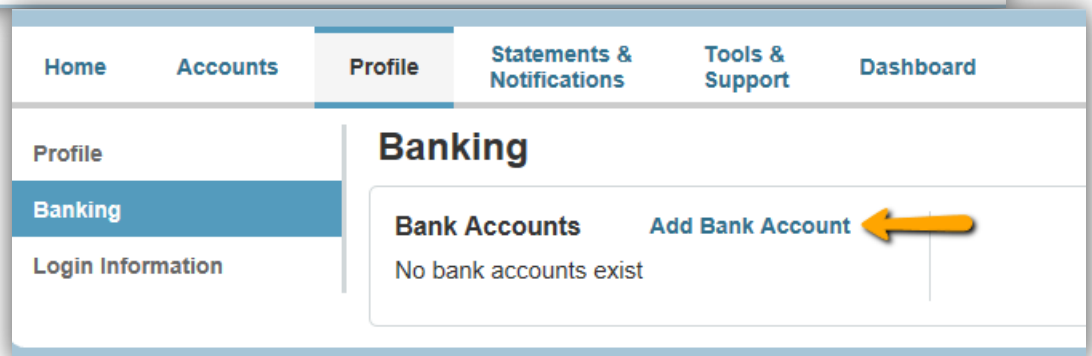 Home Accounts Profile Statements & Notifications Tools & Support Dashboard
Profile
Banking
Login Information
Banking
Bank Accounts Add Bank Account
No bank accounts exist